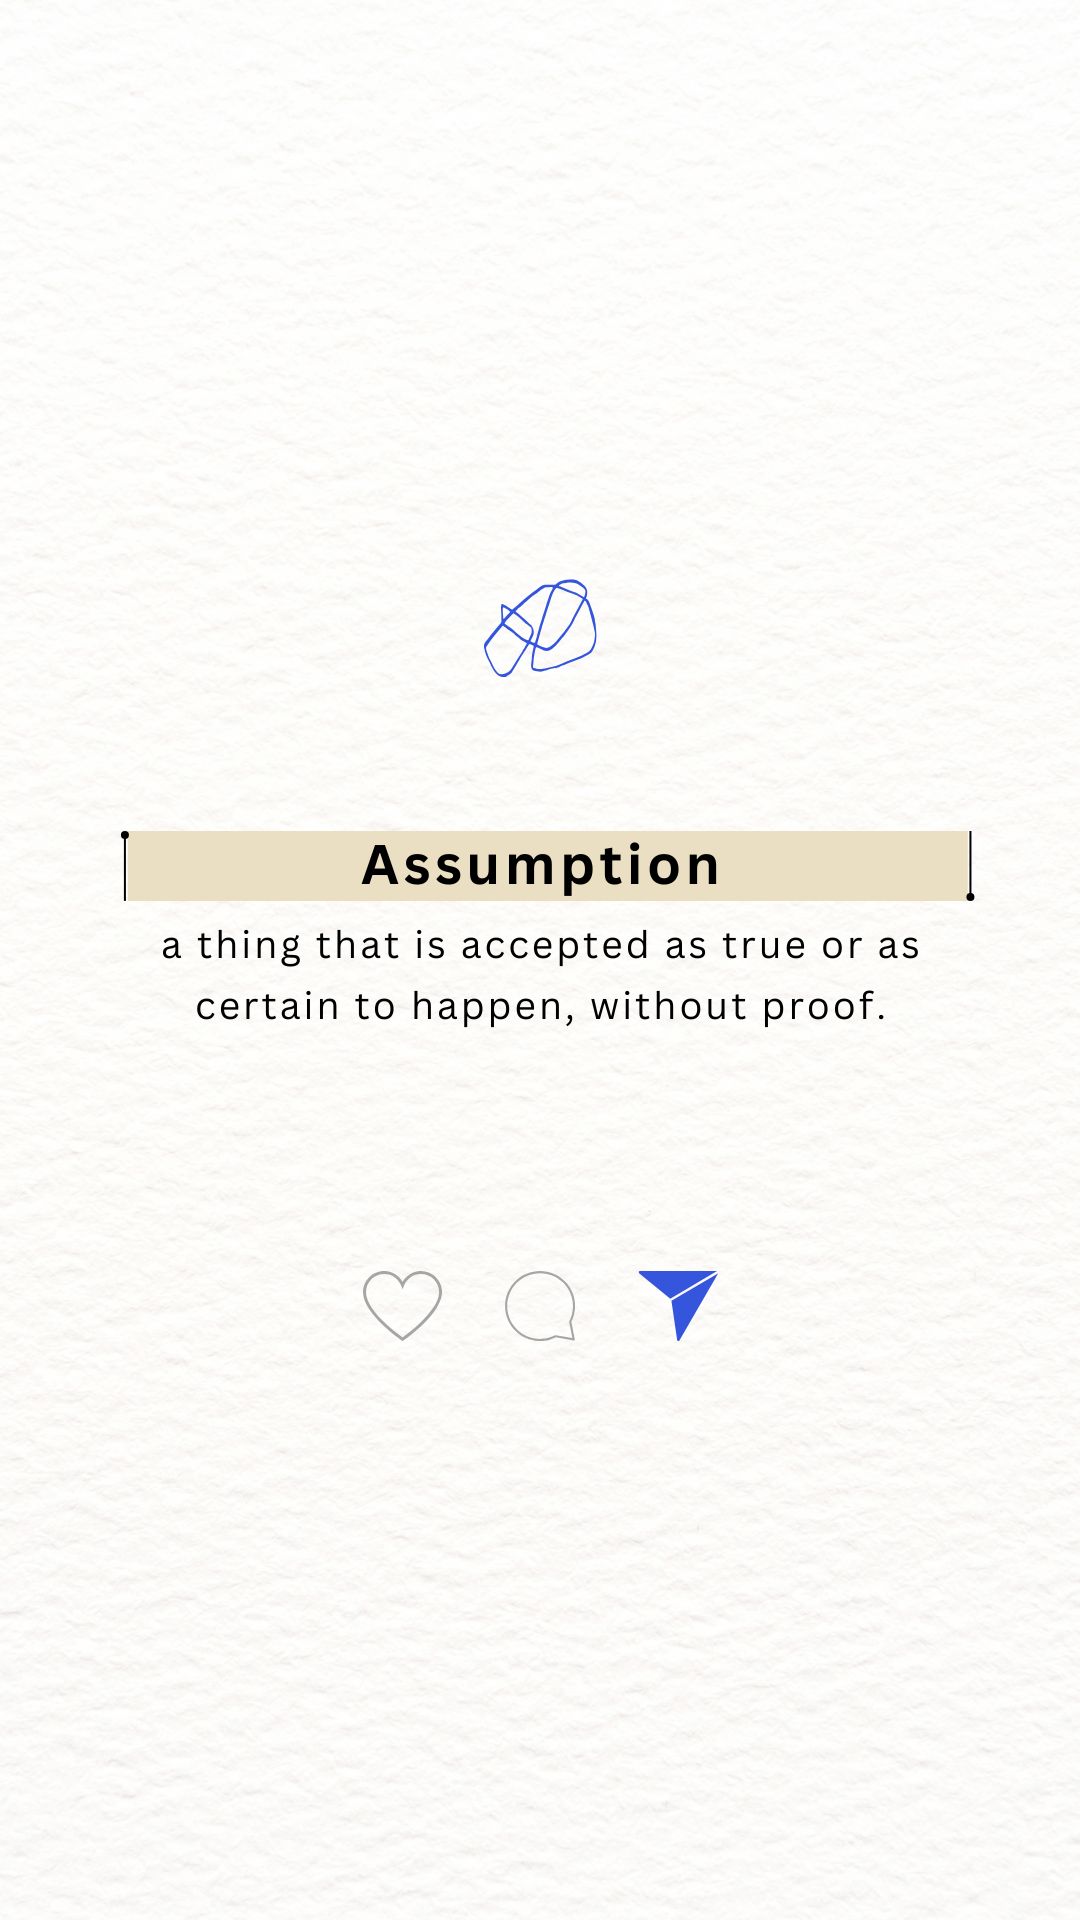 Assumption
a thing that is accepted as true or as
certain to happen, without proof.